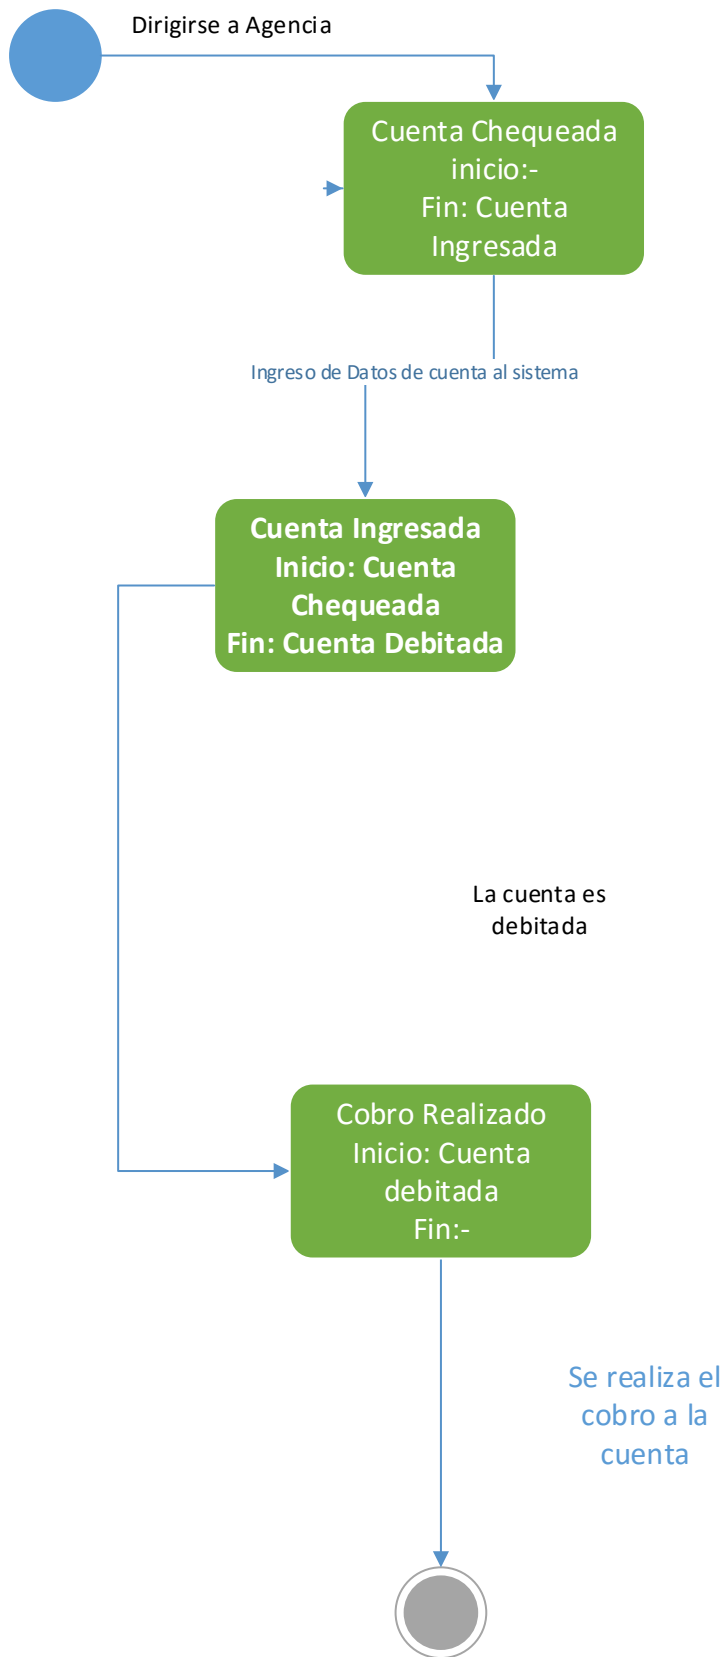 Dirigirse a Agencia
Cuenta Chequeada
inicio:-
Fin: Cuenta
Ingresada
Ingreso de Datos de cuenta al sistema
Cuenta Ingresada
Inicio: Cuenta
Chequeada
Fin: Cuenta Debitada
La cuenta es
debitada
Cobro Realizado
Inicio: Cuenta
debitada
Fin:-
Se realiza el
cobro a la
cuenta